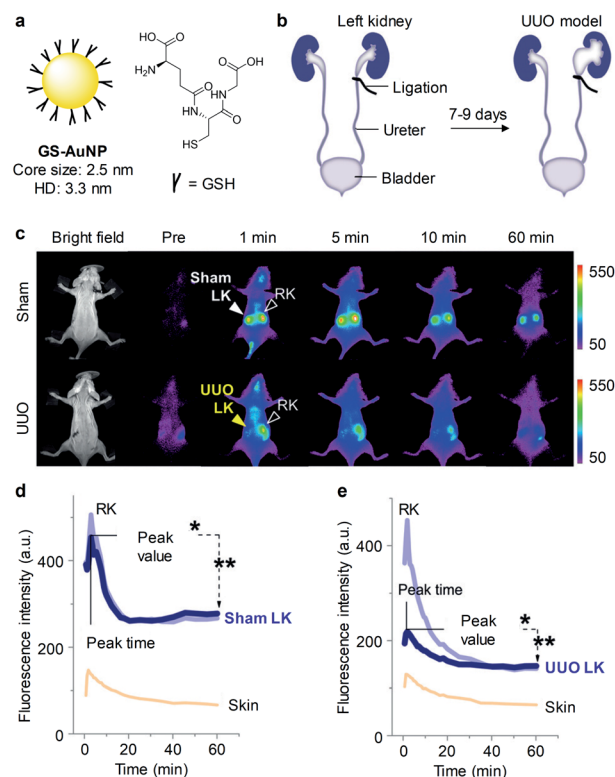 a
HO O
O OH
H₂N
O NH
HN O
HS
GS-AuNP
Core size: 2.5 nm
HD: 3.3 nm
= GSH
b
Left kidney
UUO model
Ligation
7-9 days
Ureter
Bladder
c
Bright field Pre 1 min 5 min 10 min 60 min
Sham
Sham
LK
RK
550
50
UUO
UUO
LK
RK
550
50
d
Fluorescence intensity (a.u.)
400
200
0
RK
Peak
value
*
**
Peak time
Sham LK
Skin
0 20 40 60
Time (min)
e
Fluorescence intensity (a.u.)
400
200
0
RK
Peak time
Peak
value
*
**
UUO LK
Skin
0 20 40 60
Time (min)